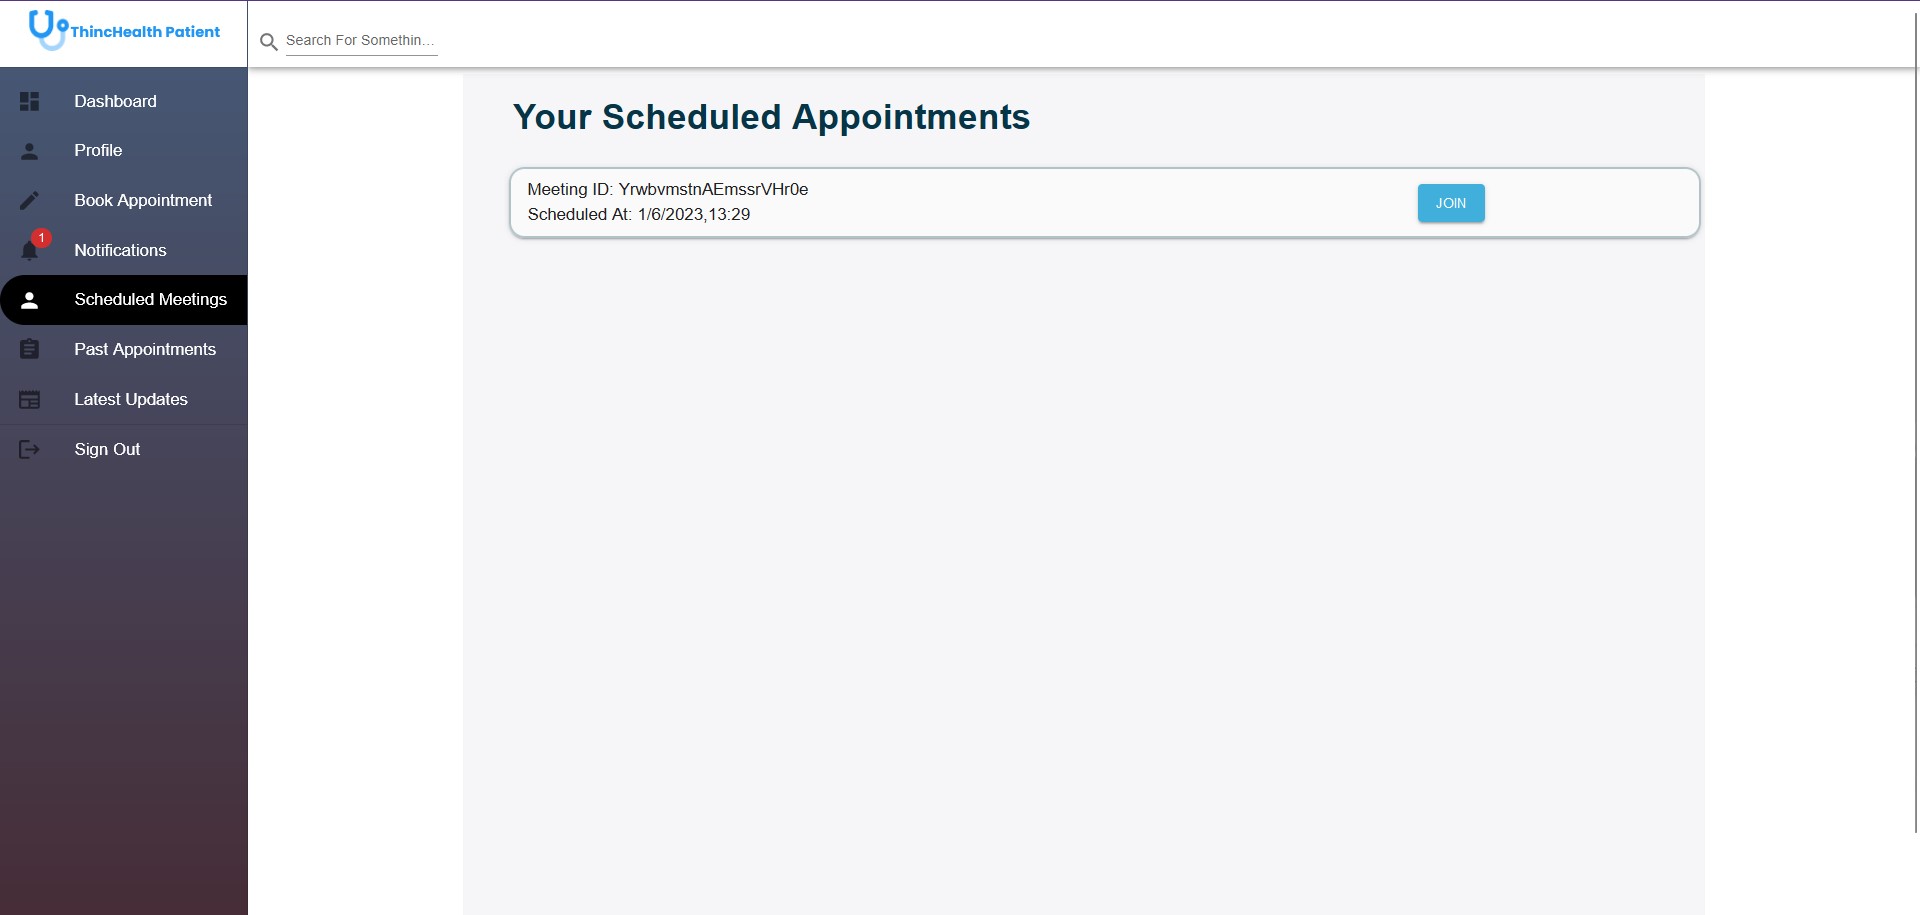 ThincHealth Patient
Search For Somethin...
Dashboard
Profile
Book Appointment
1
Notifications
Scheduled Meetings
Past Appointments
Latest Updates
Sign Out
Your Scheduled Appointments
Meeting ID: YrwbvmstnAEmssrVHr0e
Scheduled At: 1/6/2023,13:29
JOIN